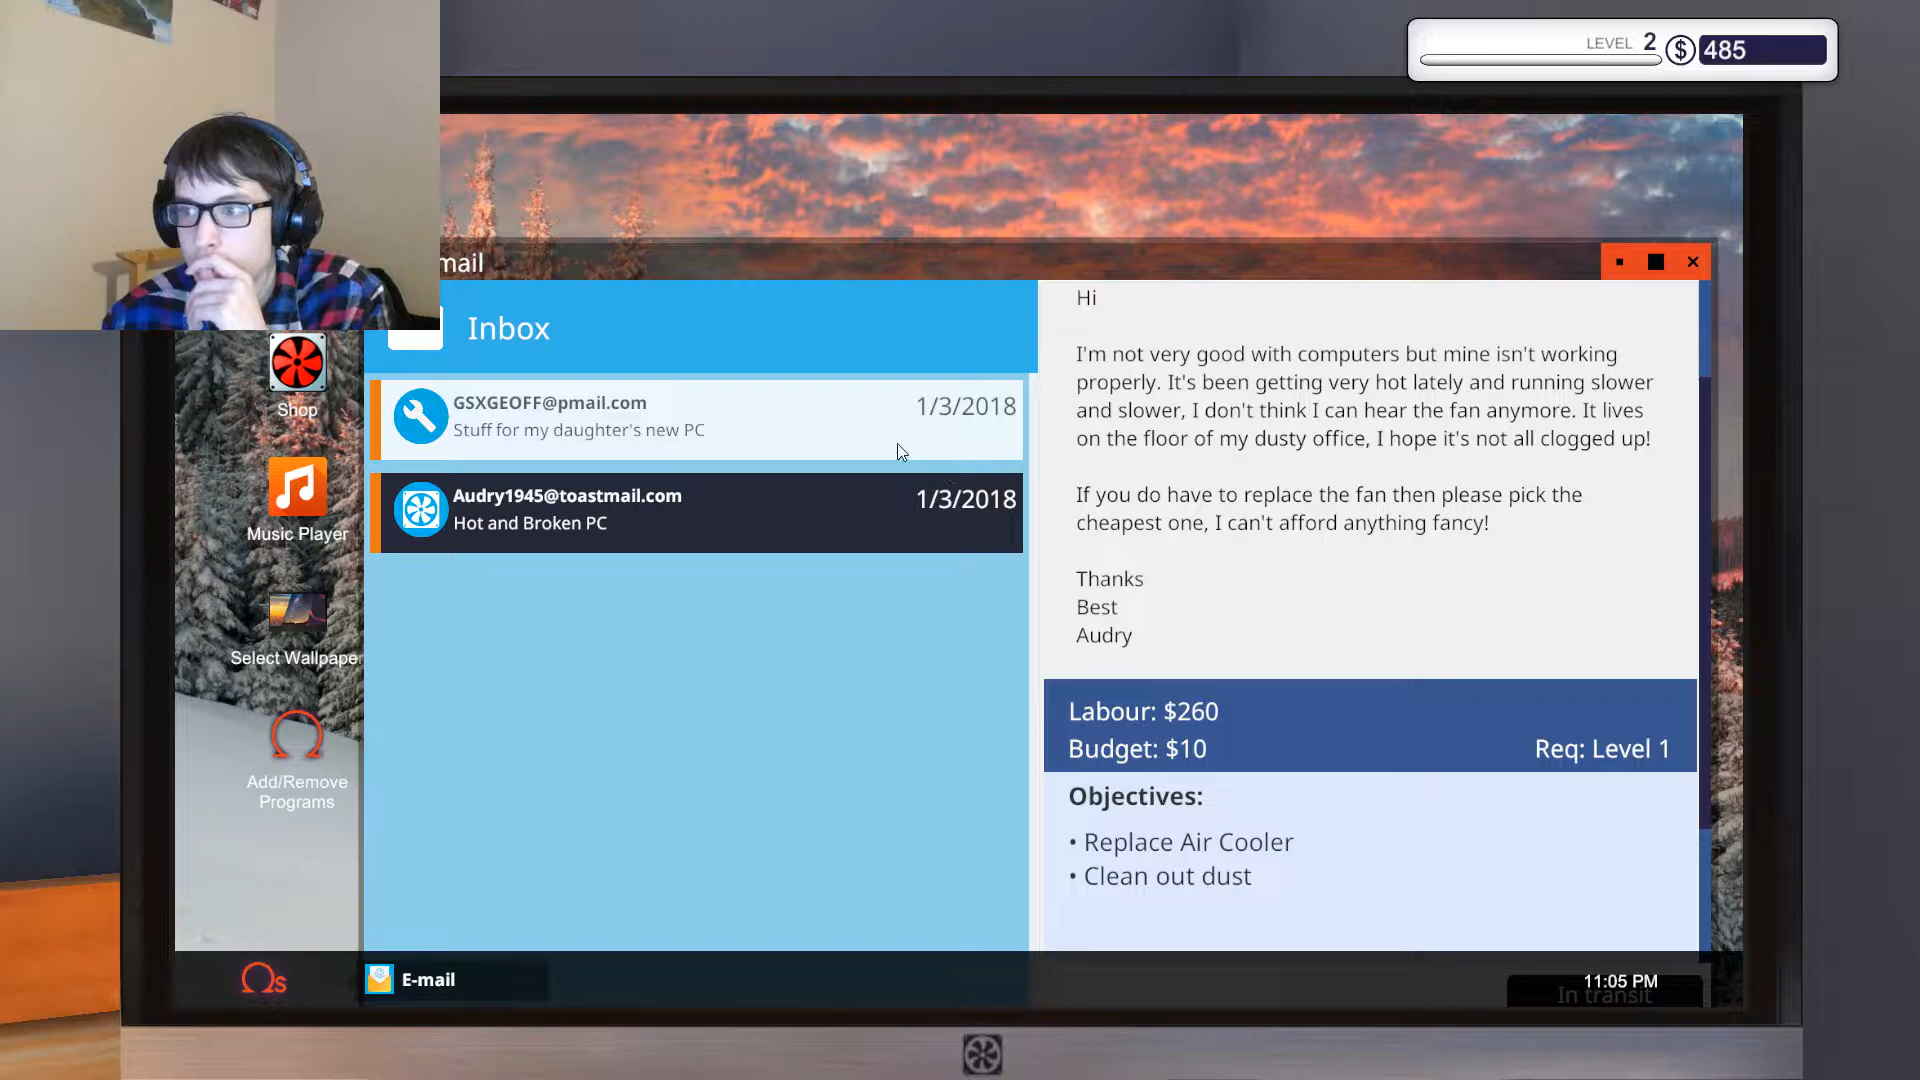 LEVEL 2 $ 485
mail
Inbox
GSXGEOFF@pmail.com 1/3/2018
Stuff for my daughter's new PC
Audry1945@toastmail.com 1/3/2018
Hot and Broken PC
Hi
I'm not very good with computers but mine isn't working
properly. It's been getting very hot lately and running slower
and slower, I don't think I can hear the fan anymore. It lives
on the floor of my dusty office, I hope it's not all clogged up!
If you do have to replace the fan then please pick the
cheapest one, I can't afford anything fancy!
Thanks
Best
Audry
Labour: $260
Budget: $10 Req: Level 1
Objectives:
• Replace Air Cooler
• Clean out dust
Shop
Music Player
Select Wallpaper
Add/Remove
Programs
Ωs
E-mail
11:05 PM
In transit